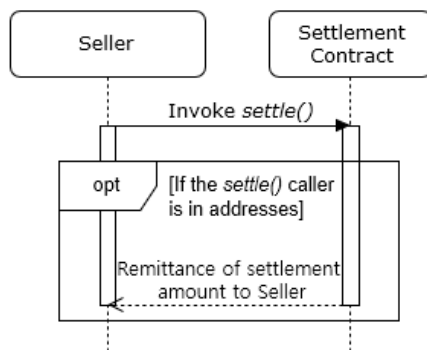 Seller
Settlement
Contract
Invoke settle()
opt
[If the settle() caller
is in addresses]
Remittance of settlement
amount to Seller